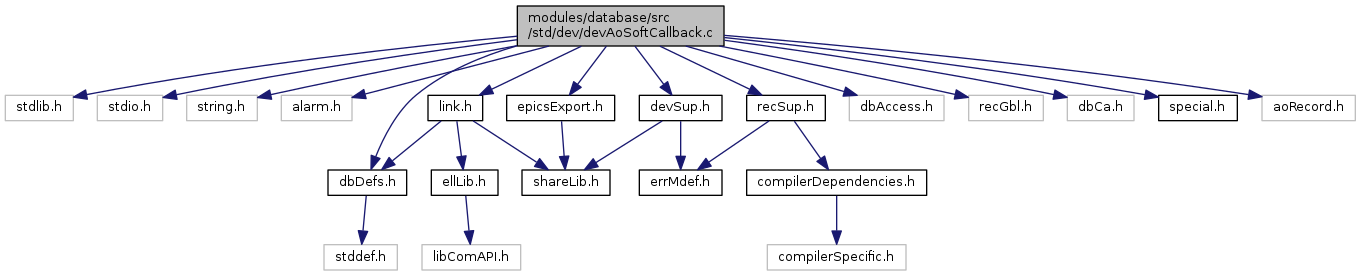 modules/database/src
/std/dev/devAoSoftCallback.c
stdlib.h
stdio.h
string.h
alarm.h
link.h
epicsExport.h
devSup.h
recSup.h
dbAccess.h
recGbl.h
dbCa.h
special.h
aoRecord.h
dbDefs.h
ellLib.h
shareLib.h
errMdef.h
compilerDependencies.h
stddef.h
libComAPI.h
compilerSpecific.h